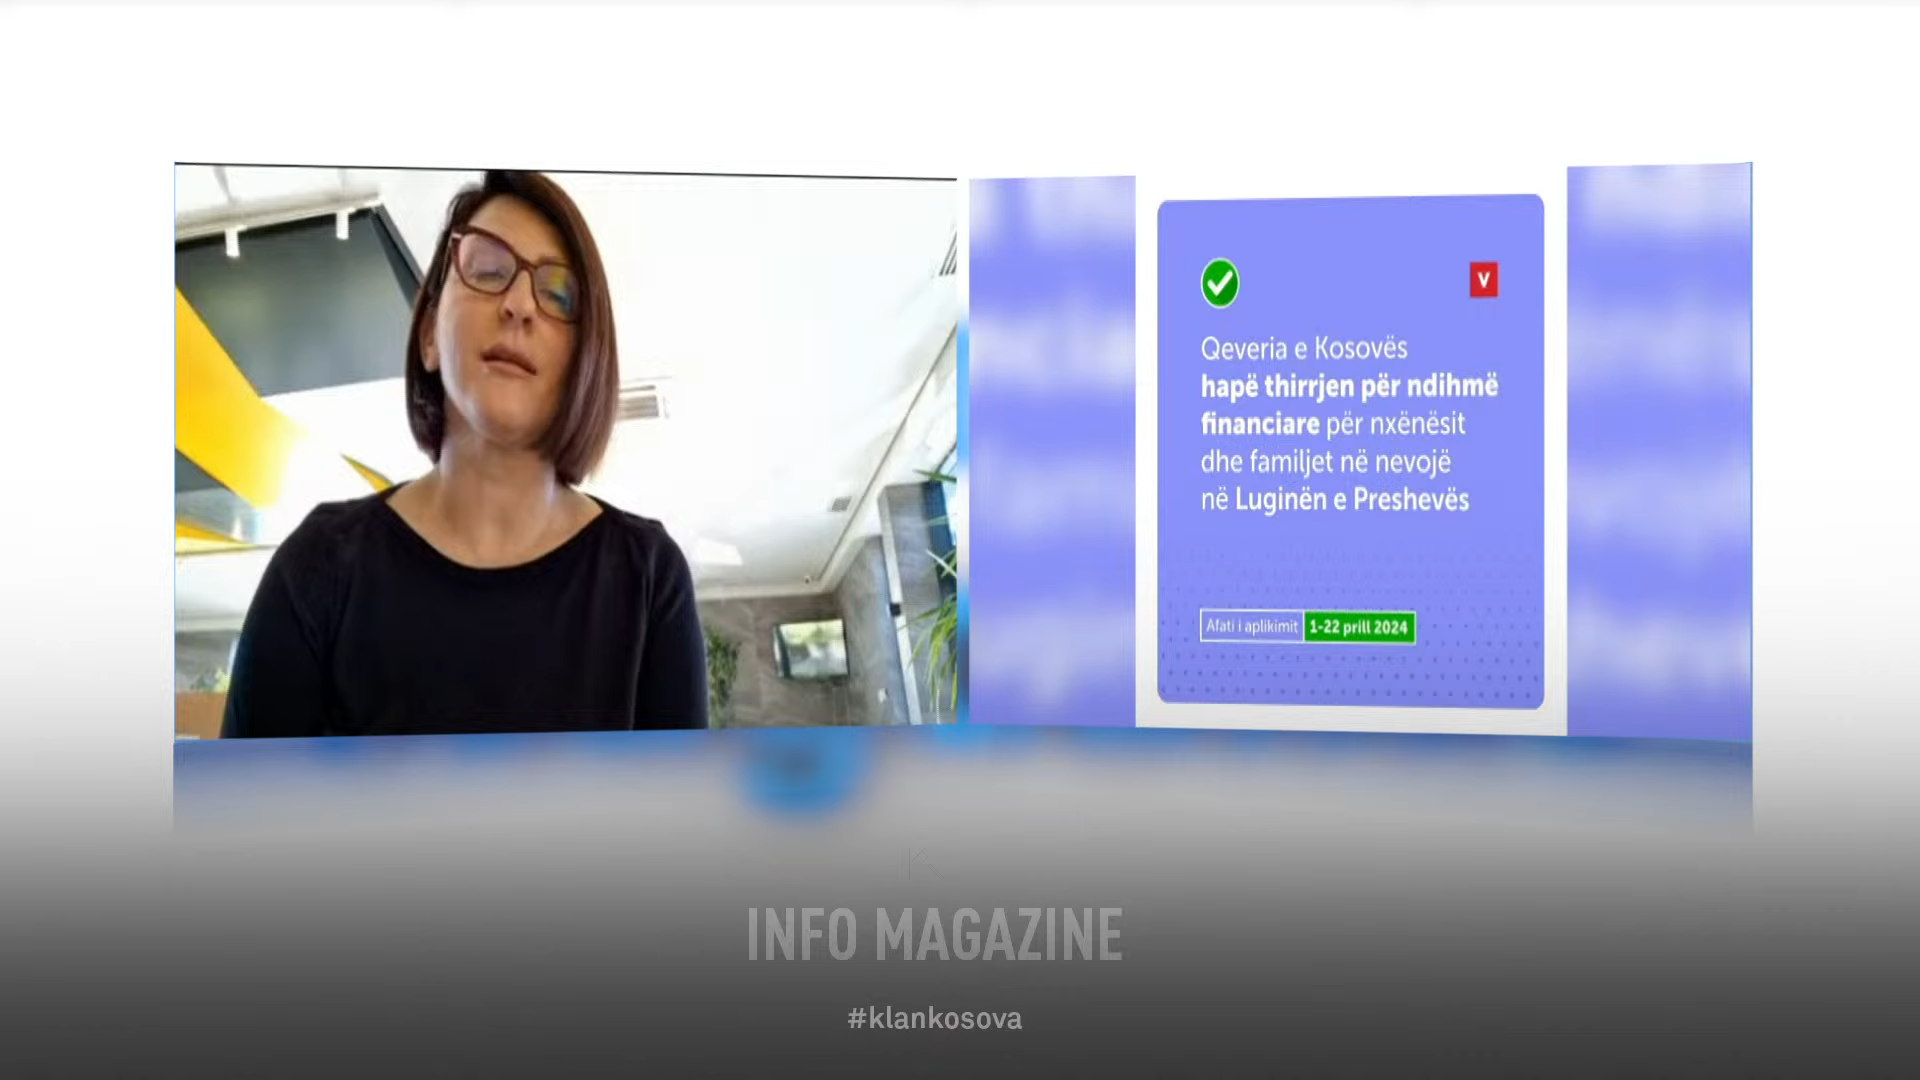 V
Qeveria e Kosovës
hapë thirrjen për ndihmë
financiare për nxënësit
dhe familjet në nevojë
në Luginën e Preshevës
Afati i aplikimit 1-22 prill 2024
INFO MAGAZINE
#klankosova